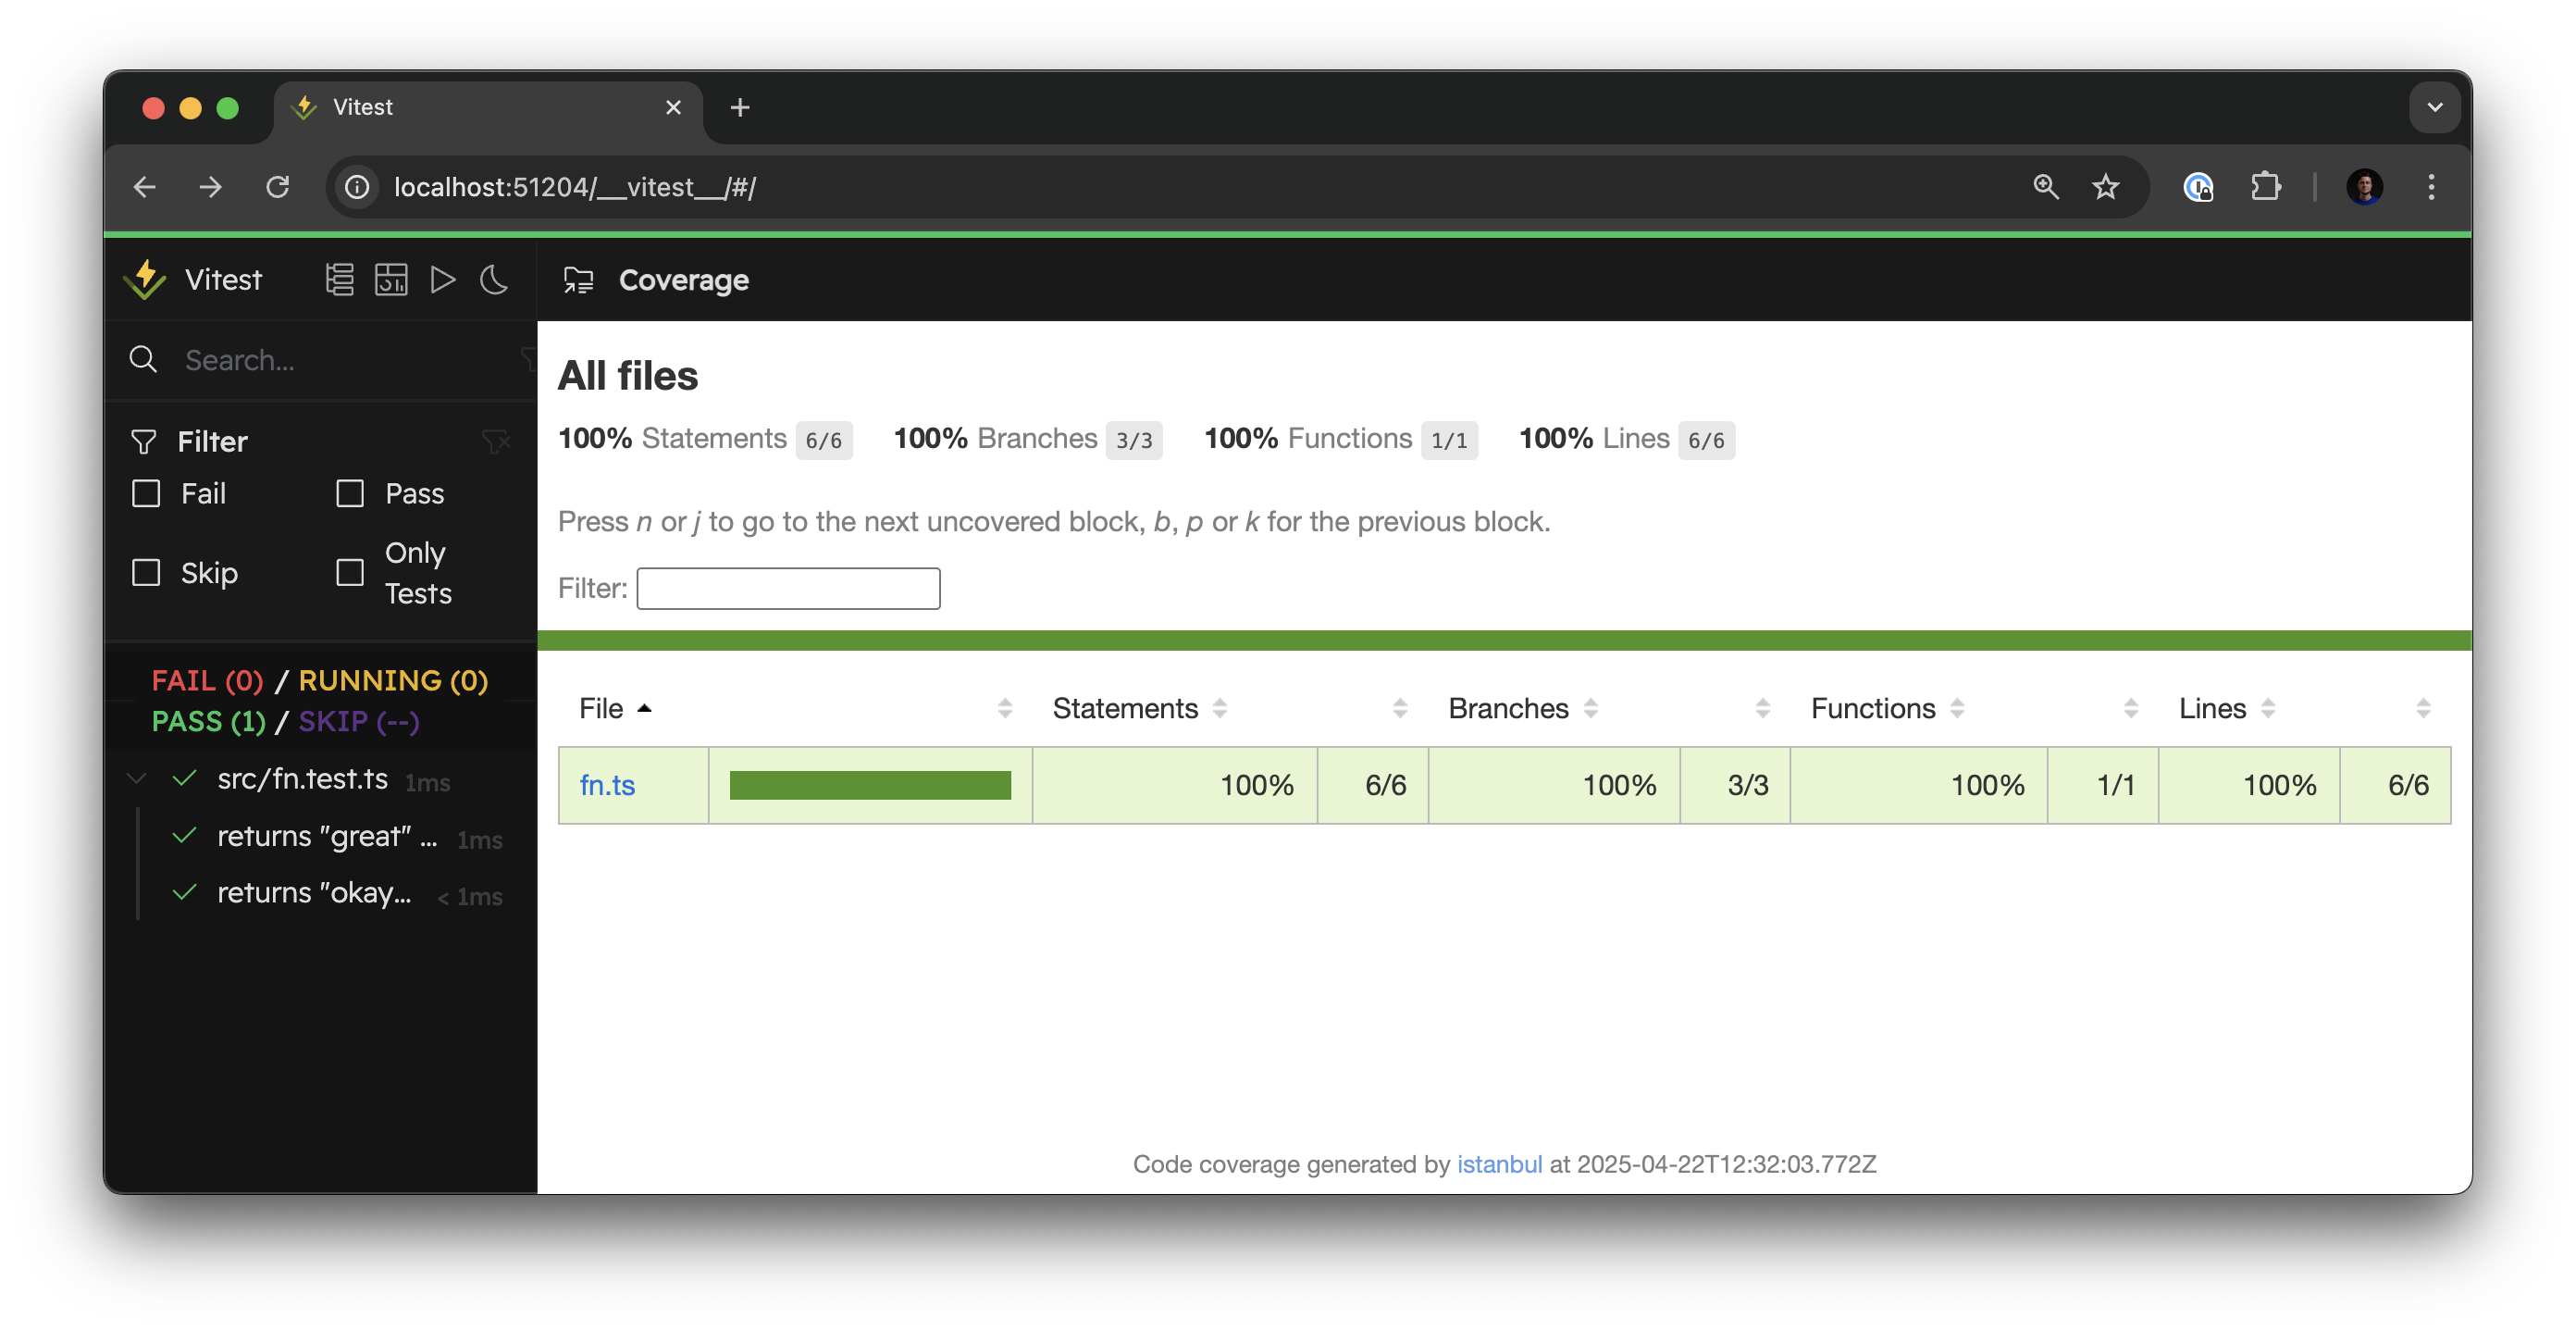 Vitest
localhost:51204/__vitest__/#/
Vitest
Coverage
Search...
Filter
Fail
Pass
Skip
Only
Tests
FAIL (0) / RUNNING (0)
PASS (1) / SKIP (--)
src/fn.test.ts 1ms
returns "great" ... 1ms
returns "okay... < 1ms
All files
100% Statements 6/6 100% Branches 3/3 100% Functions 1/1 100% Lines 6/6
Press n or j to go to the next uncovered block, b, p or k for the previous block.
Filter:
File Statements Branches Functions Lines
fn.ts 100% 6/6 100% 3/3 100% 1/1 100% 6/6
Code coverage generated by istanbul at 2025-04-22T12:32:03.772Z